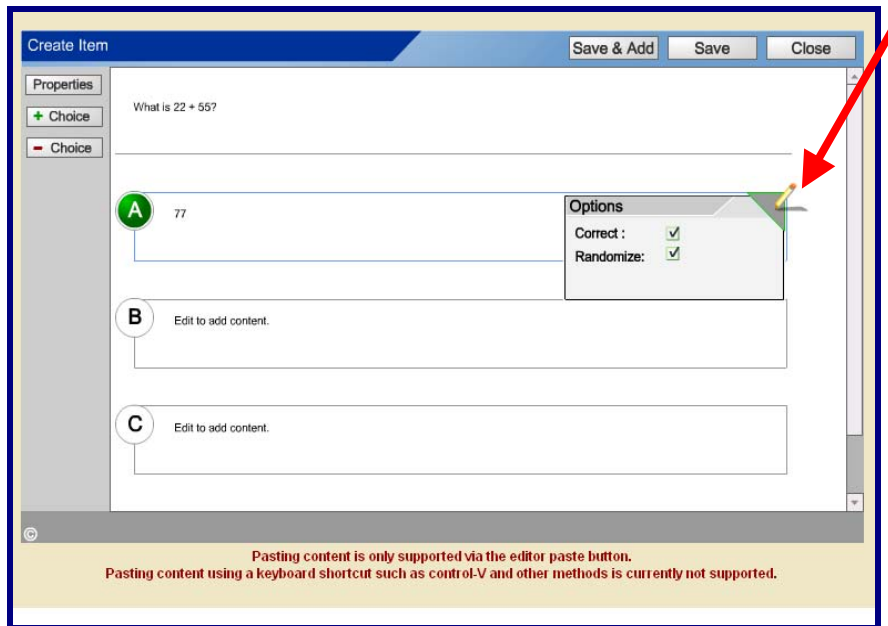 Create Item
Save & Add
Save
Close
Properties
+ Choice
- Choice
What is 22 + 55?
A
77
Options
Correct :
Randomize:
B
Edit to add content.
C
Edit to add content.
©
Pasting content is only supported via the editor paste button.
Pasting content using a keyboard shortcut such as control-V and other methods is currently not supported.